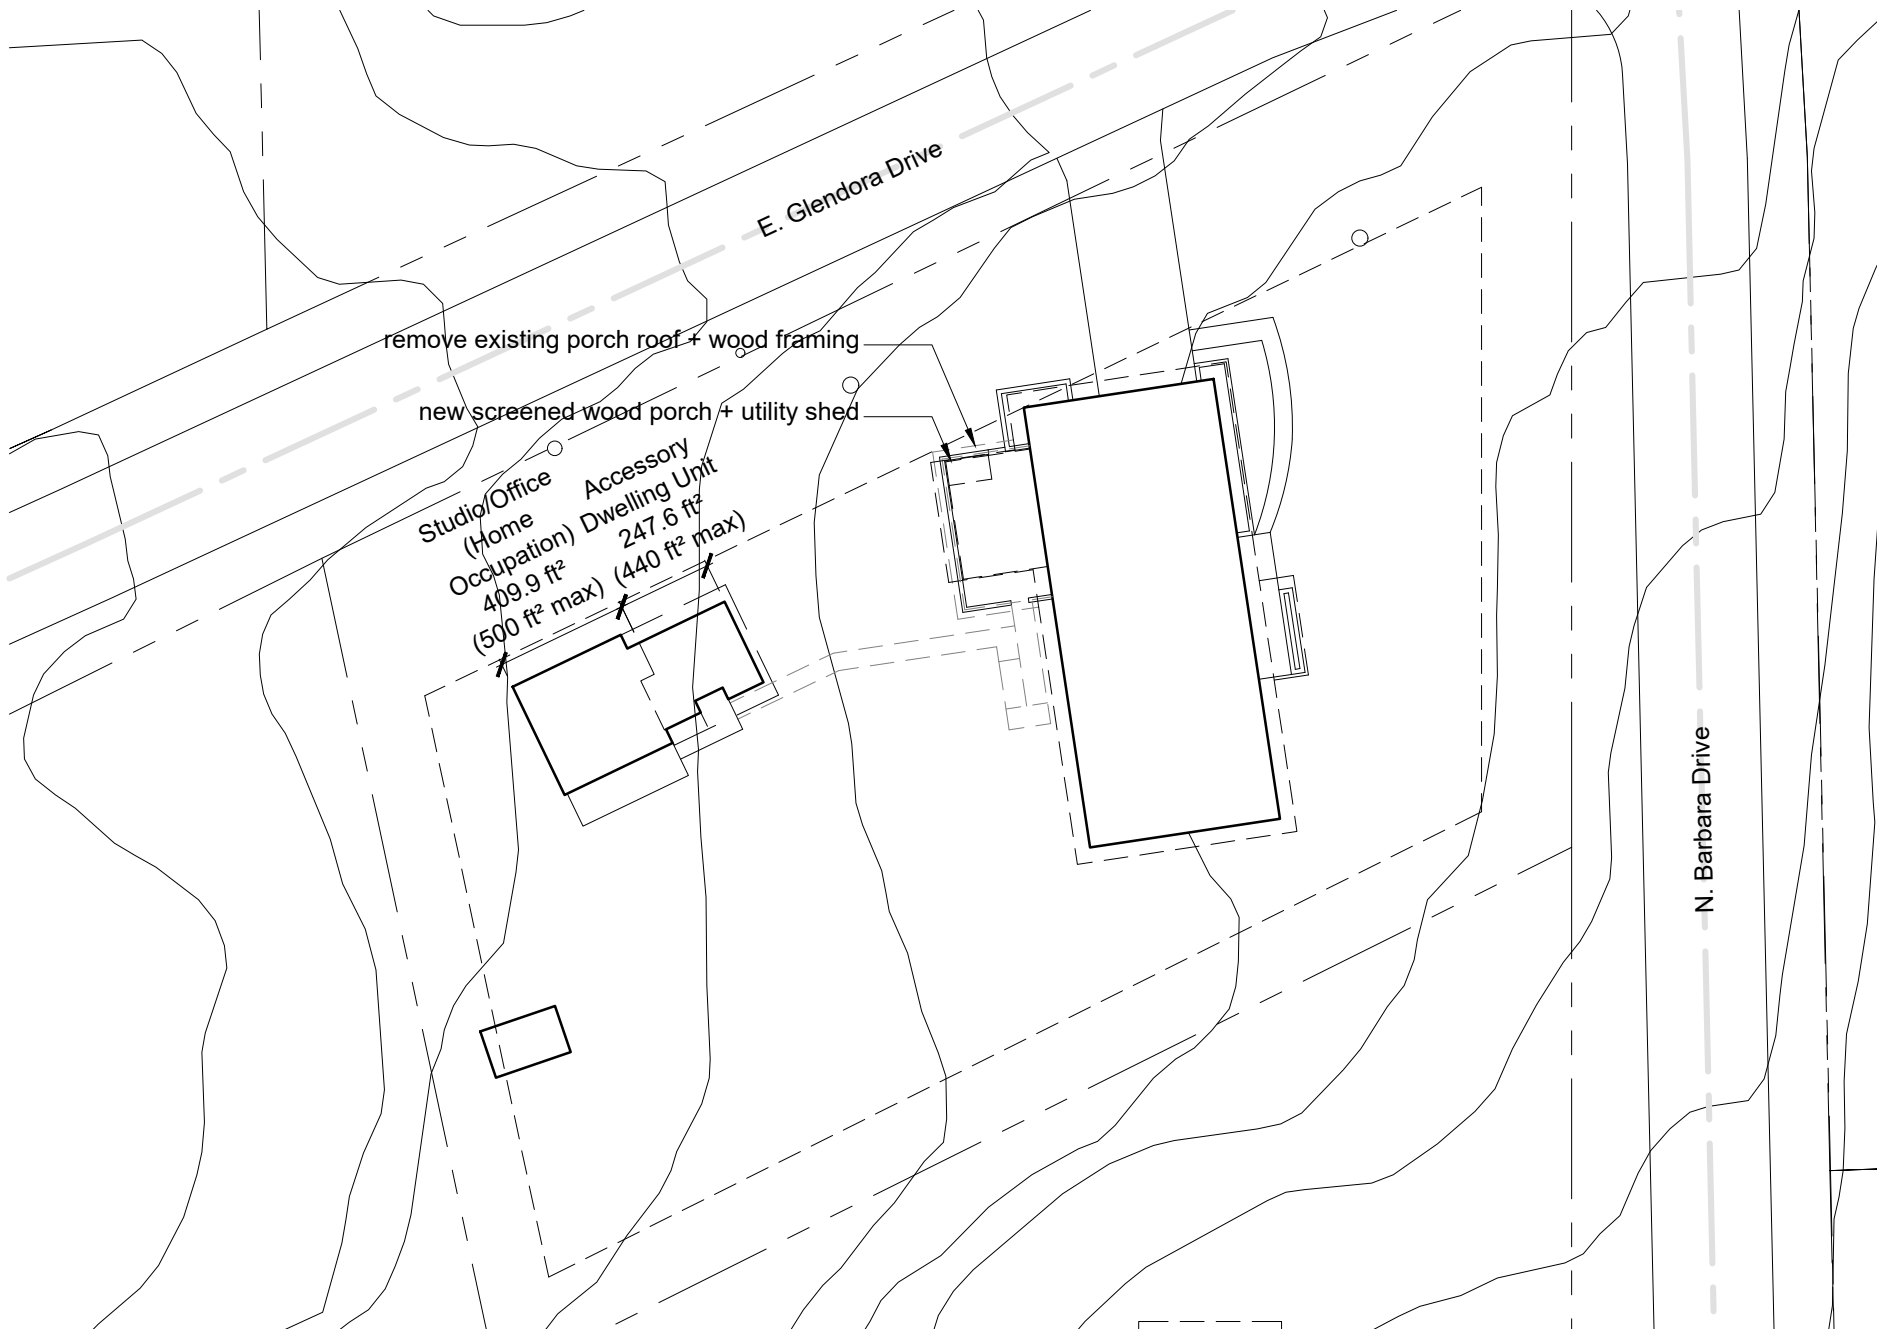 E. Glendora Drive
remove existing porch roof + wood framing
new screened wood porch + utility shed
Studio/Office
(Home
Occupation)
409.9 ft²
(500 ft² max)
Accessory
Dwelling Unit
247.6 ft²
(440 ft² max)
N. Barbara Drive